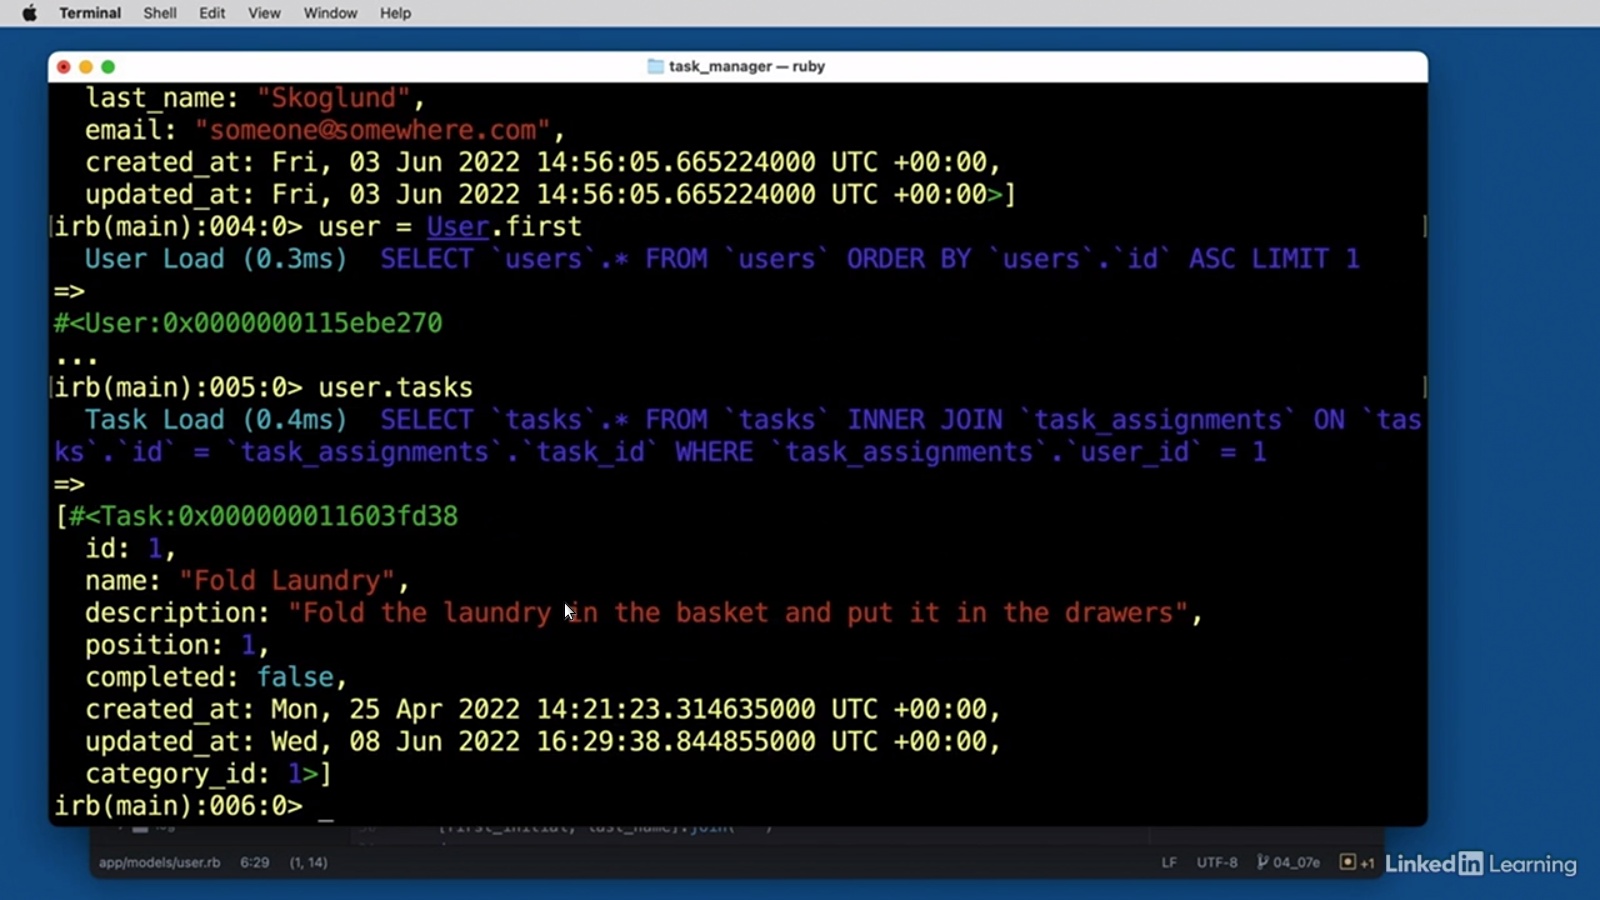 Terminal Shell Edit View Window Help
task_manager — ruby
last_name: "Skoglund",
email: "someone@somewhere.com",
created_at: Fri, 03 Jun 2022 14:56:05.665224000 UTC +00:00,
updated_at: Fri, 03 Jun 2022 14:56:05.665224000 UTC +00:00>]
irb(main):004:0> user = User.first
User Load (0.3ms) SELECT `users`.* FROM `users` ORDER BY `users`.`id` ASC LIMIT 1
=>
#<User:0x0000000115ebe270
...
irb(main):005:0> user.tasks
Task Load (0.4ms) SELECT `tasks`.* FROM `tasks` INNER JOIN `task_assignments` ON `tas
ks`.`id` = `task_assignments`.`task_id` WHERE `task_assignments`.`user_id` = 1
=>
[#<Task:0x000000011603fd38
id: 1,
name: "Fold Laundry",
description: "Fold the laundry in the basket and put it in the drawers",
position: 1,
completed: false,
created_at: Mon, 25 Apr 2022 14:21:23.314635000 UTC +00:00,
updated_at: Wed, 08 Jun 2022 16:29:38.844855000 UTC +00:00,
category_id: 1>]
irb(main):006:0> _
[first_initial, last_name].join(
app/models/user.rb 6:29 (1, 14) LF UTF-8 04_07e +1
LinkedIn Learning